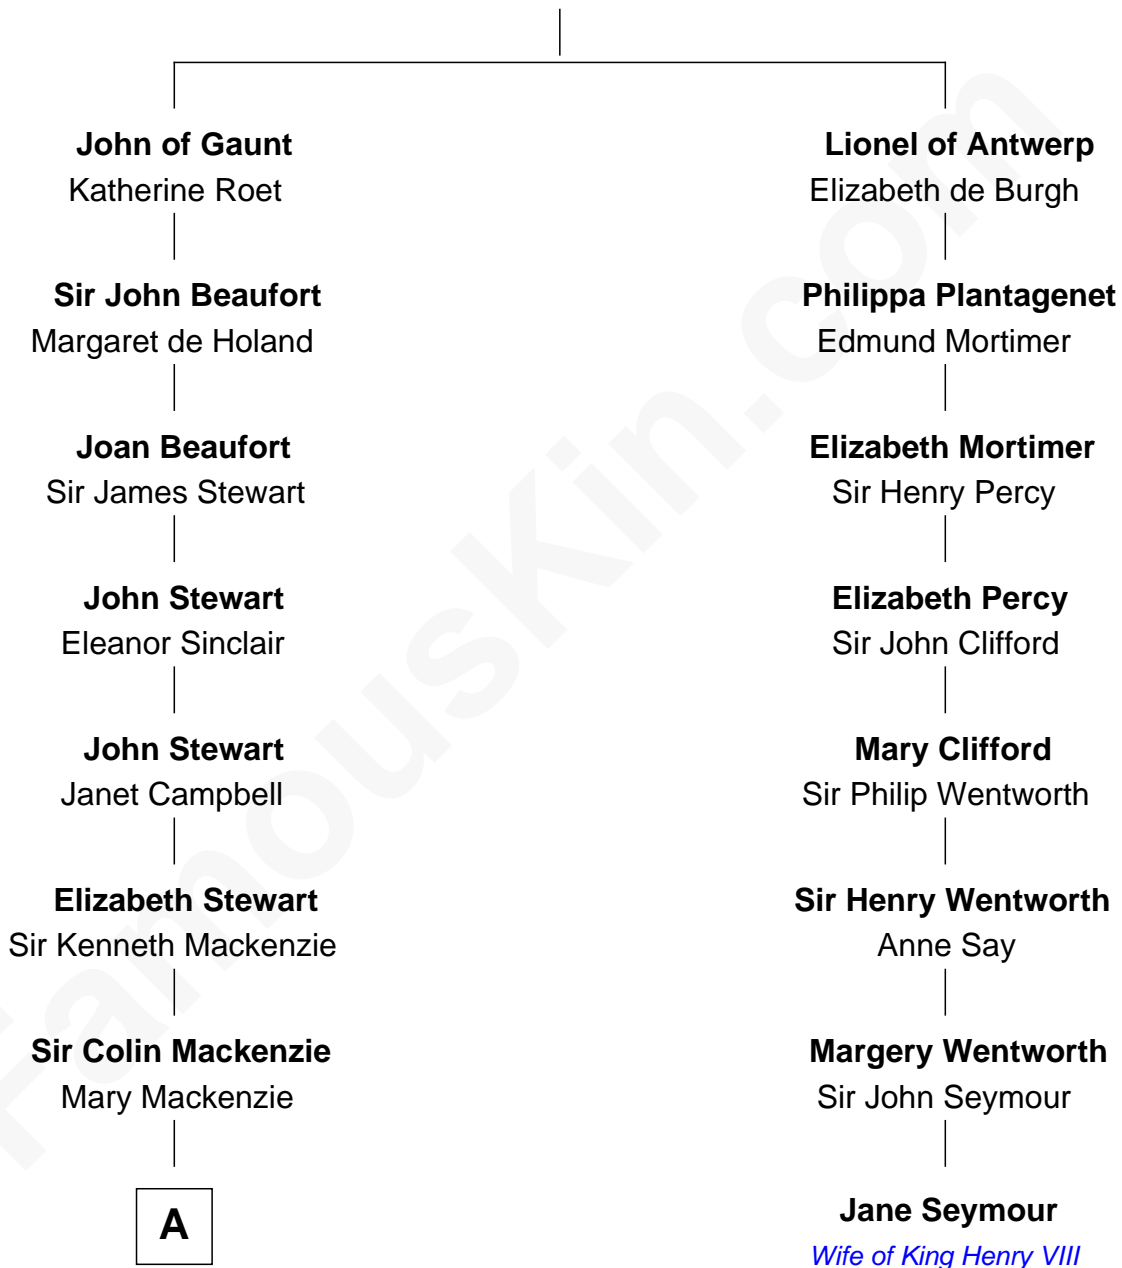 John of Gaunt
Katherine Roet
Sir John Beaufort
Margaret de Holand
Joan Beaufort
Sir James Stewart
John Stewart
Eleanor Sinclair
John Stewart
Janet Campbell
Elizabeth Stewart
Sir Kenneth Mackenzie
Sir Colin Mackenzie
Mary Mackenzie
A
Lionel of Antwerp
Elizabeth de Burgh
Philippa Plantagenet
Edmund Mortimer
Elizabeth Mortimer
Sir Henry Percy
Elizabeth Percy
Sir John Clifford
Mary Clifford
Sir Philip Wentworth
Sir Henry Wentworth
Anne Say
Margery Wentworth
Sir John Seymour
Jane Seymour
Wife of King Henry VIII
FamousKin.com